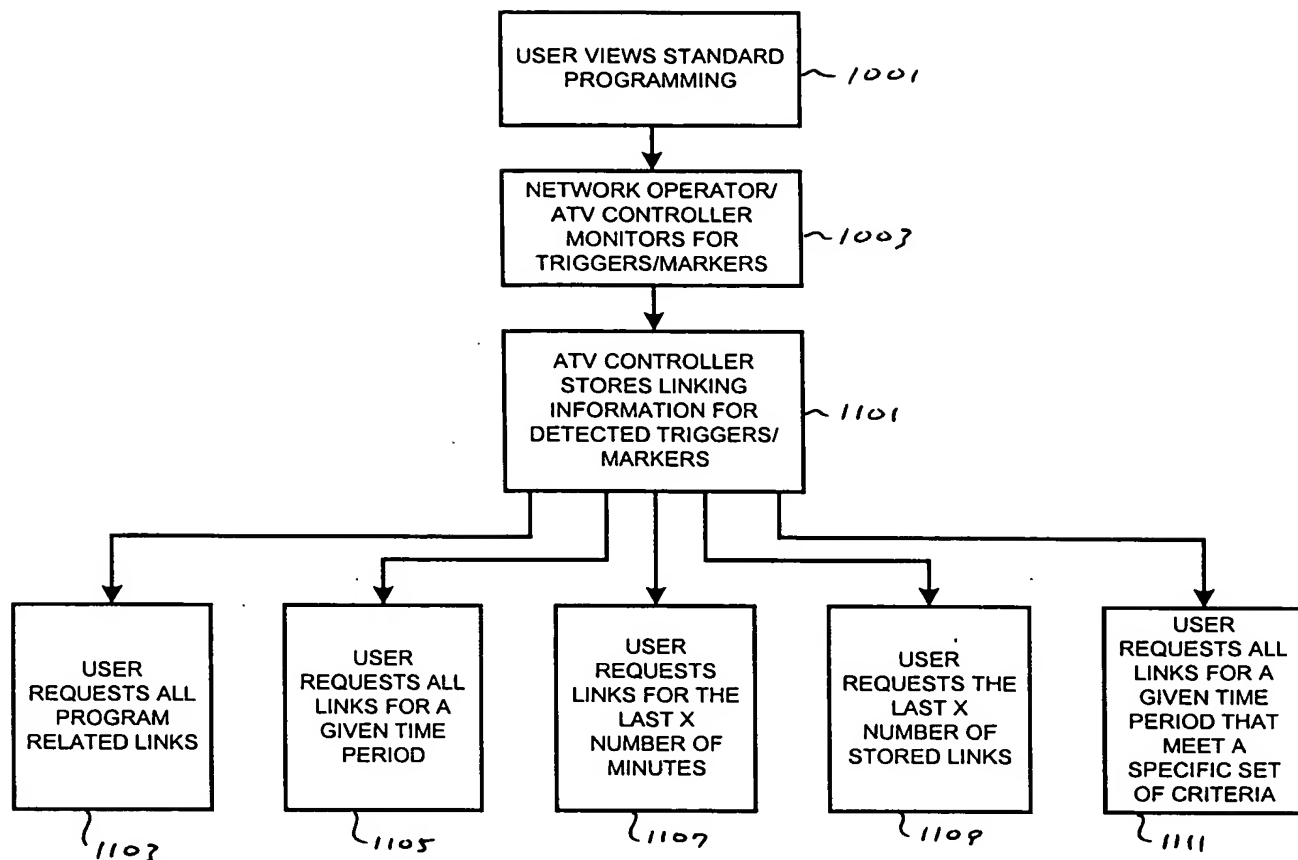 USER VIEWS STANDARD
PROGRAMMING
1001
NETWORK OPERATOR/
ATV CONTROLLER
MONITORS FOR
TRIGGERS/MARKERS
1003
ATV CONTROLLER
STORES LINKING
INFORMATION FOR
DETECTED TRIGGERS/
MARKERS
1101
USER
REQUESTS ALL
PROGRAM
RELATED LINKS
1103
USER
REQUESTS ALL
LINKS FOR A
GIVEN TIME
PERIOD
1105
USER
REQUESTS
LINKS FOR THE
LAST X
NUMBER OF
MINUTES
1107
USER
REQUESTS THE
LAST X
NUMBER OF
STORED LINKS
1109
USER
REQUESTS ALL
LINKS FOR A
GIVEN TIME
PERIOD THAT
MEET A
SPECIFIC SET
OF CRITERIA
1111